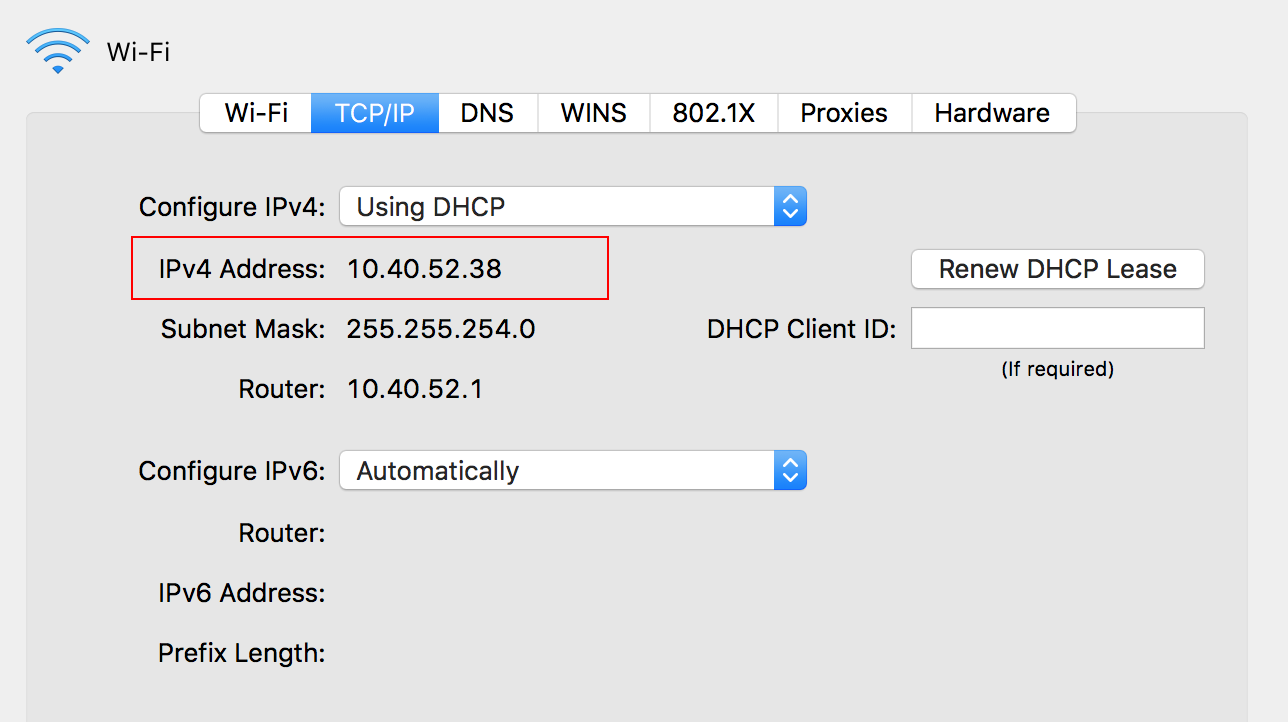 Wi-Fi
Wi-Fi TCP/IP DNS WINS 802.1X Proxies Hardware
Configure IPv4: Using DHCP
IPv4 Address: 10.40.52.38 Renew DHCP Lease
Subnet Mask: 255.255.254.0 DHCP Client ID:
(If required)
Router: 10.40.52.1
Configure IPv6: Automatically
Router:
IPv6 Address:
Prefix Length: